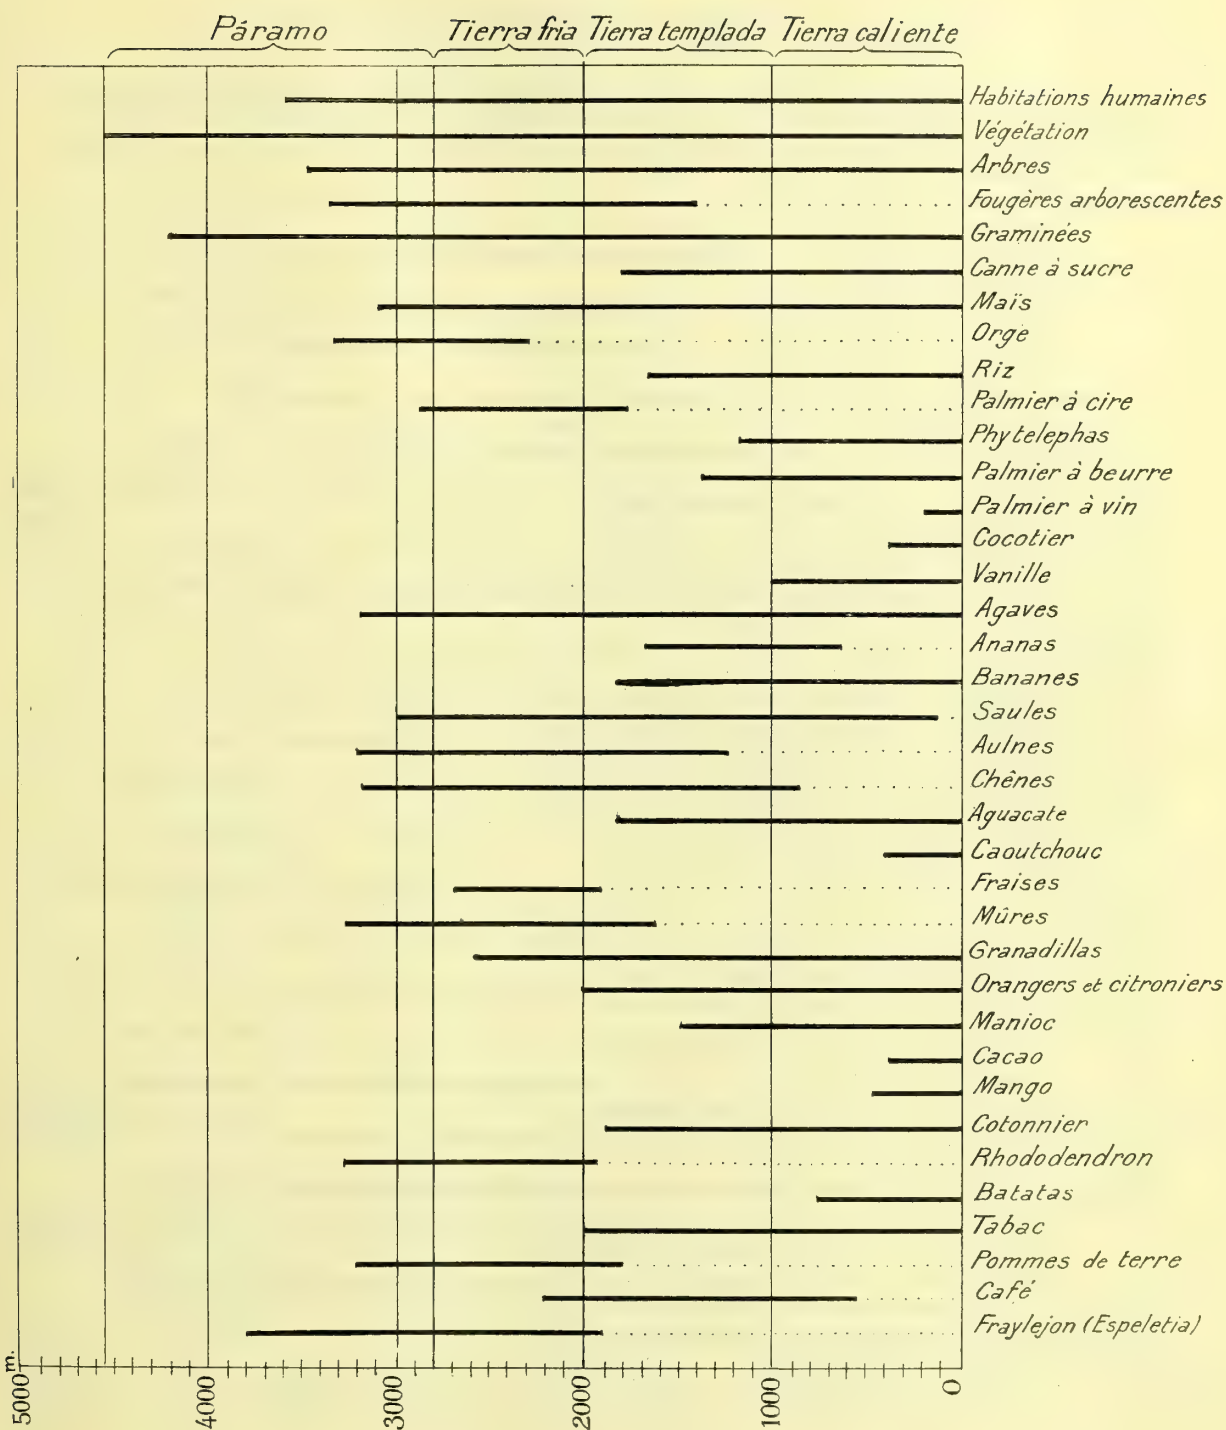 Páramo Tierra fria Tierra templada Tierra caliente
Habitations humaines
Végétation
Arbres
Fougères arborescentes
Graminées
Canne à sucre
Maïs
Orge
Riz
Palmier à cire
Phytelephas
Palmier à beurre
Palmier à vin
Cocotier
Vanille
Agaves
Ananas
Bananes
Saules
Aulnes
Chênes
Aguacate
Caoutchouc
Fraises
Mûres
Granadillas
Orangers et citroniers
Manioc
Cacao
Mango
Cotonnier
Rhododendron
Batatas
Tabac
Pommes de terre
Café
Fraylejon (Espeletia)
5000 m. 4000 3000 2000 1000 0